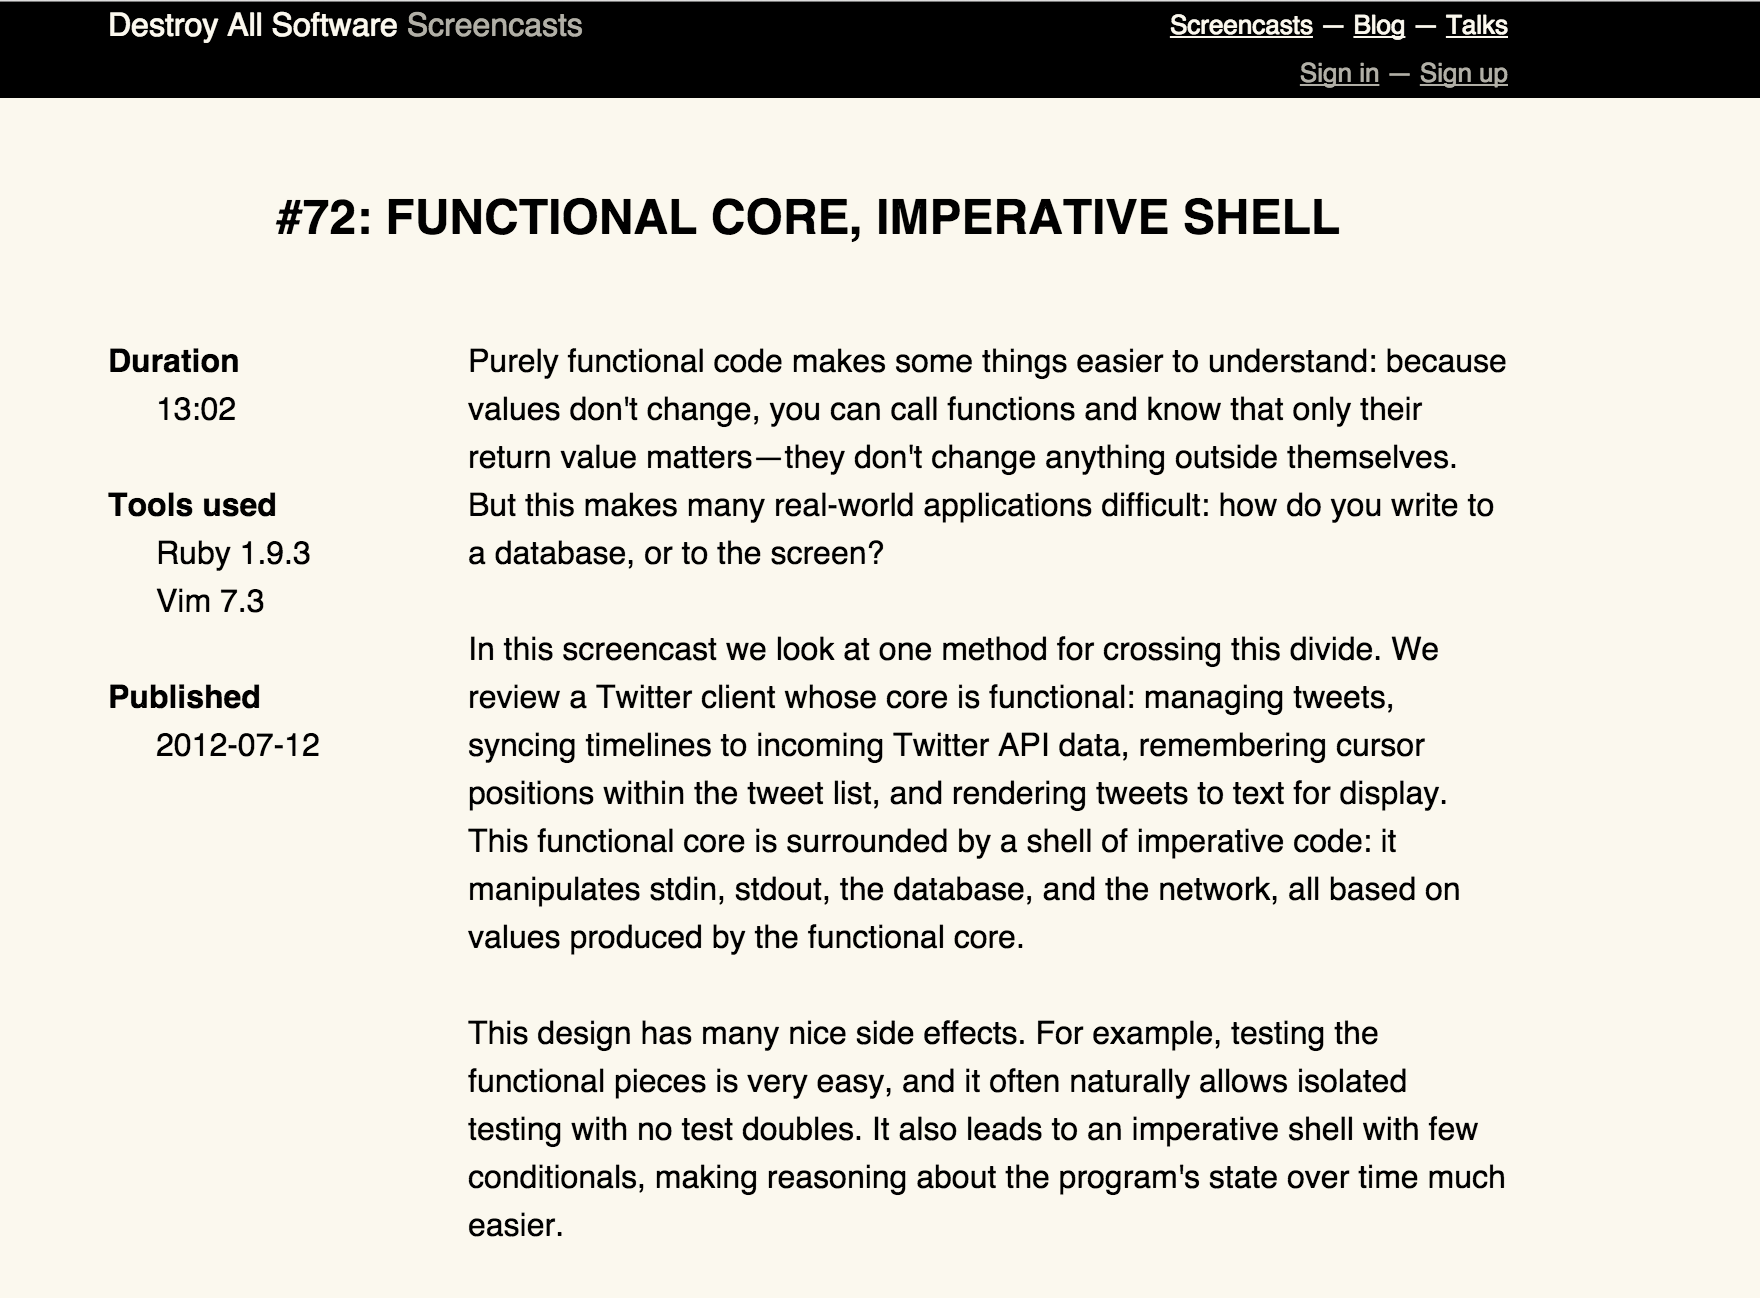 Destroy All Software Screencasts
Screencasts — Blog — Talks
Sign in — Sign up
#72: FUNCTIONAL CORE, IMPERATIVE SHELL
Duration
13:02
Tools used
Ruby 1.9.3
Vim 7.3
Published
2012-07-12
Purely functional code makes some things easier to understand: because
values don't change, you can call functions and know that only their
return value matters—they don't change anything outside themselves.
But this makes many real-world applications difficult: how do you write to
a database, or to the screen?
In this screencast we look at one method for crossing this divide. We
review a Twitter client whose core is functional: managing tweets,
syncing timelines to incoming Twitter API data, remembering cursor
positions within the tweet list, and rendering tweets to text for display.
This functional core is surrounded by a shell of imperative code: it
manipulates stdin, stdout, the database, and the network, all based on
values produced by the functional core.
This design has many nice side effects. For example, testing the
functional pieces is very easy, and it often naturally allows isolated
testing with no test doubles. It also leads to an imperative shell with few
conditionals, making reasoning about the program's state over time much
easier.